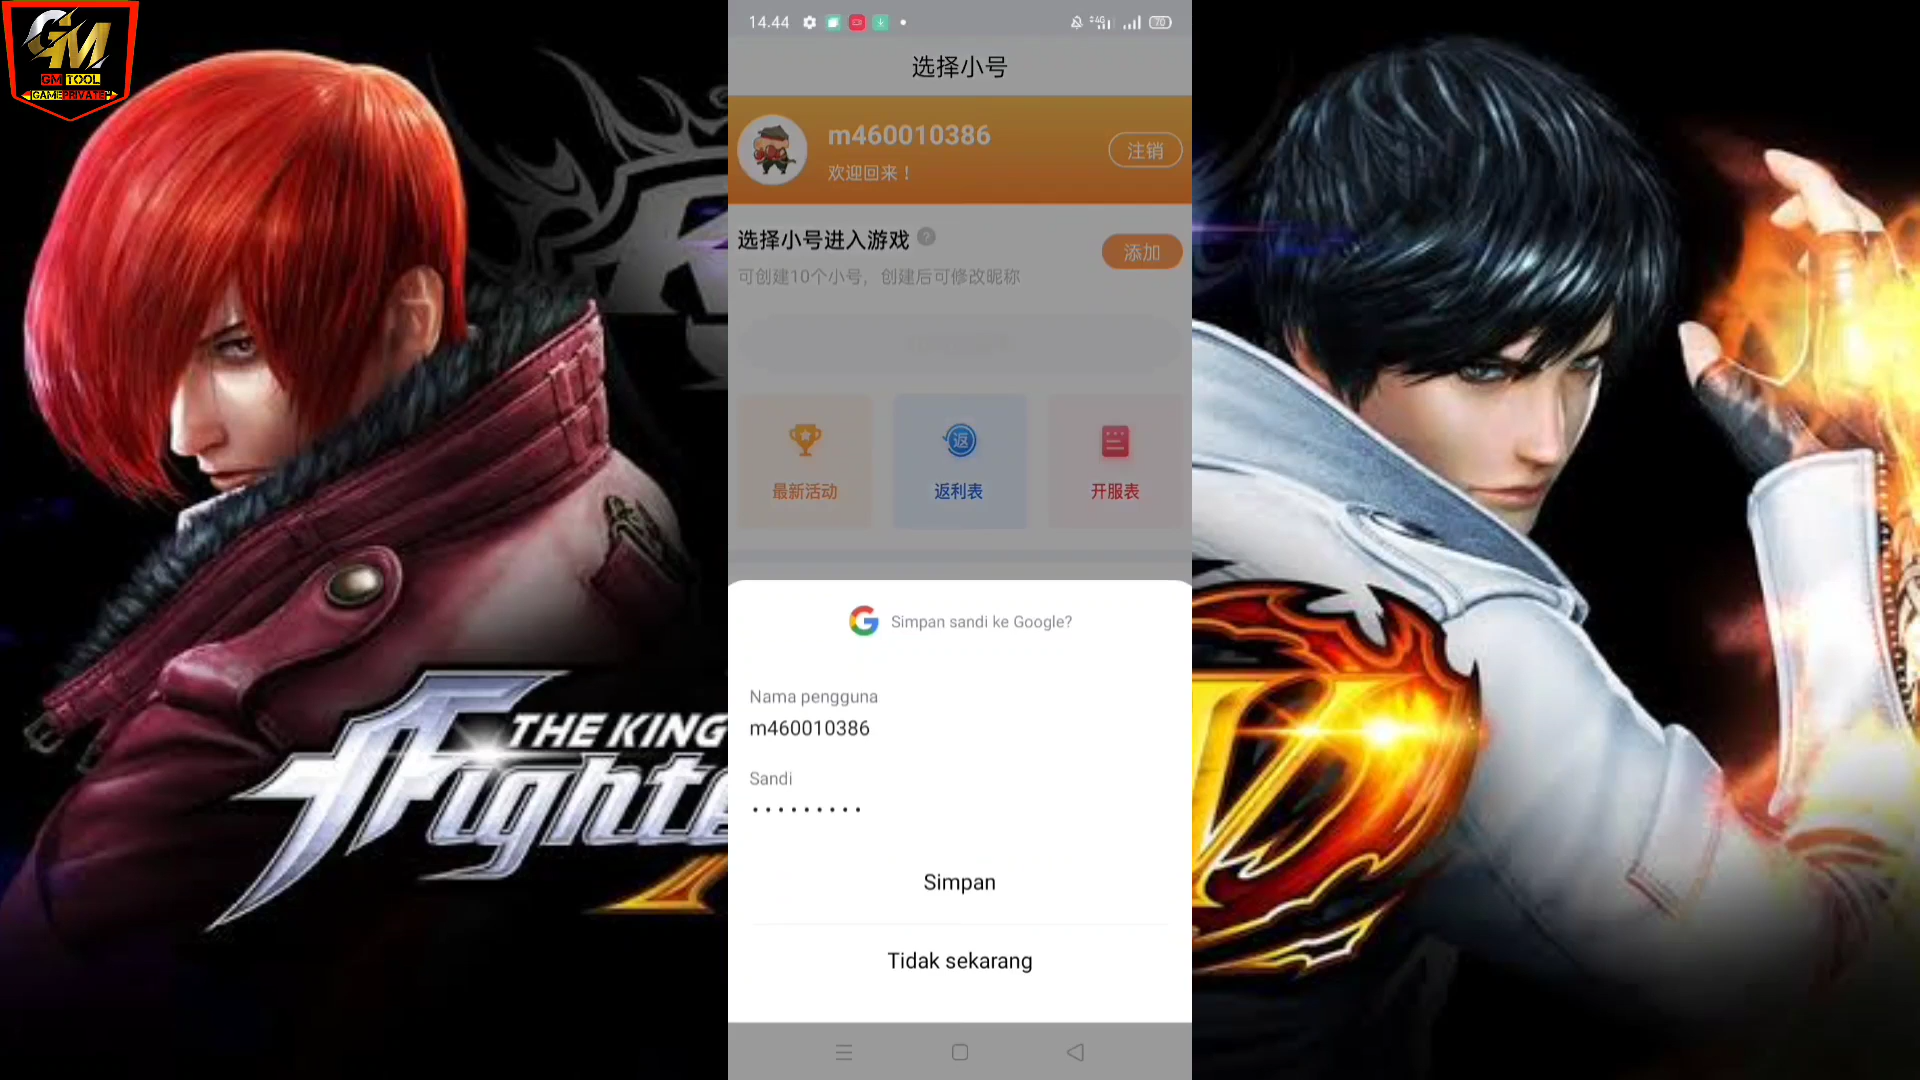 GM
GM TOOL
GAMEPRIVATE
14.44
70
选择小号
m460010386
欢迎回来！
注销
选择小号进入游戏
?
添加
可创建10个小号，创建后可修改昵称
返
最新活动
返利表
开服表
Simpan sandi ke Google?
Nama pengguna
m460010386
Sandi
•••••••••
Simpan
Tidak sekarang
THE KING
Fighte